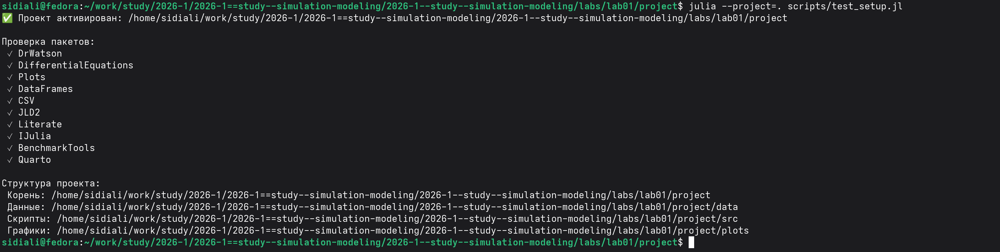 sidiali@fedora:~/work/study/2026-1/2026-1==study--simulation-modeling/2026-1--study--simulation-modeling/labs/lab01/project$ julia --project=. scripts/test_setup.jl
✅ Проект активирован: /home/sidiali/work/study/2026-1/2026-1==study--simulation-modeling/2026-1--study--simulation-modeling/labs/lab01/project
Проверка пакетов:
✓ DrWatson
✓ DifferentialEquations
✓ Plots
✓ DataFrames
✓ CSV
✓ JLD2
✓ Literate
✓ IJulia
✓ BenchmarkTools
✓ Quarto
Структура проекта:
Корень: /home/sidiali/work/study/2026-1/2026-1==study--simulation-modeling/2026-1--study--simulation-modeling/labs/lab01/project
Данные: /home/sidiali/work/study/2026-1/2026-1==study--simulation-modeling/2026-1--study--simulation-modeling/labs/lab01/project/data
Скрипты: /home/sidiali/work/study/2026-1/2026-1==study--simulation-modeling/2026-1--study--simulation-modeling/labs/lab01/project/src
Графики: /home/sidiali/work/study/2026-1/2026-1==study--simulation-modeling/2026-1--study--simulation-modeling/labs/lab01/project/plots
sidiali@fedora:~/work/study/2026-1/2026-1==study--simulation-modeling/2026-1--study--simulation-modeling/labs/lab01/project$